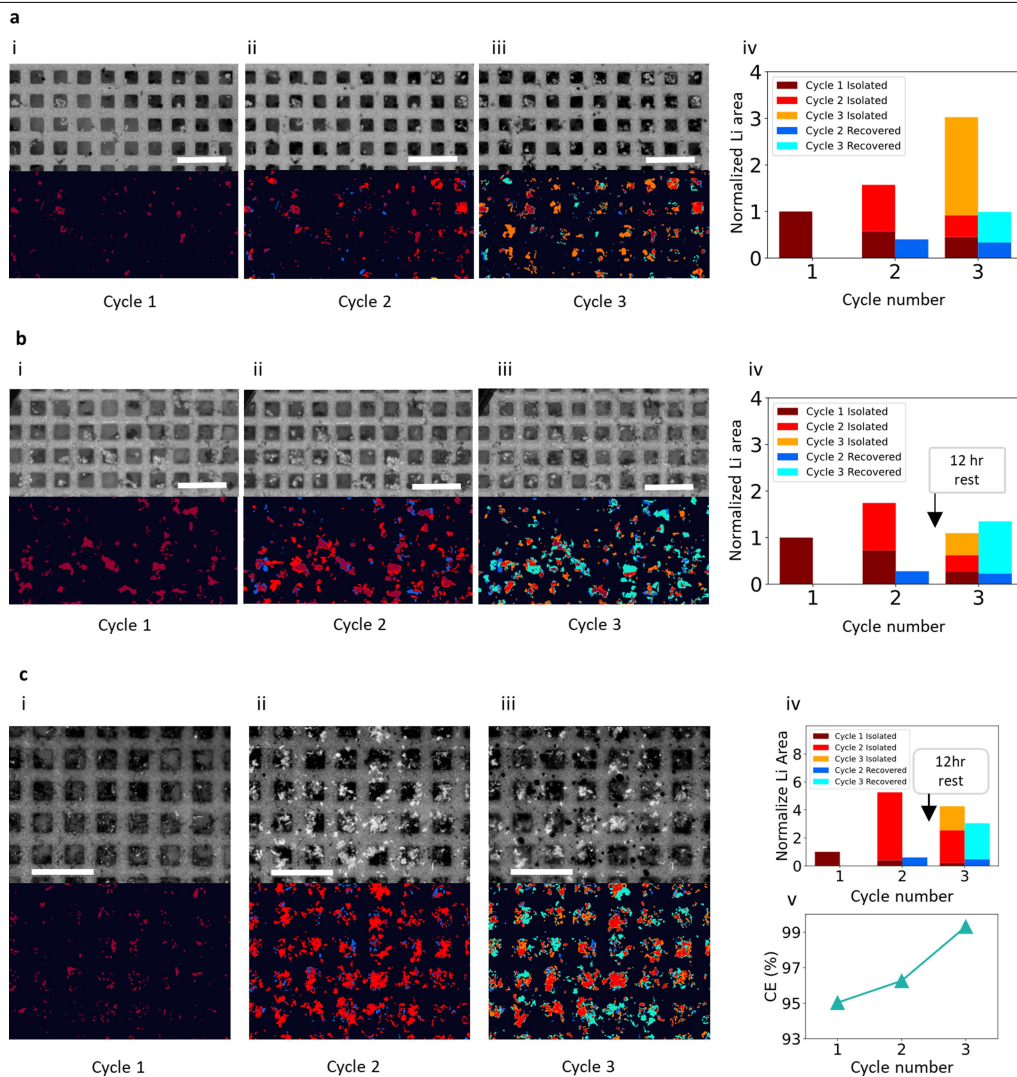 a
i
ii
iii
iv
Cycle 1
Cycle 2
Cycle 3
4
3
2
1
0
Normalized Li area
Cycle 1 Isolated
Cycle 2 Isolated
Cycle 3 Isolated
Cycle 2 Recovered
Cycle 3 Recovered
1 2 3
Cycle number
b
i
ii
iii
iv
Cycle 1
Cycle 2
Cycle 3
4
3
2
1
0
Normalized Li area
Cycle 1 Isolated
Cycle 2 Isolated
Cycle 3 Isolated
Cycle 2 Recovered
Cycle 3 Recovered
12 hr
rest
1 2 3
Cycle number
c
i
ii
iii
iv
Cycle 1
Cycle 2
Cycle 3
8
6
4
2
0
Normalize Li Area
Cycle 1 Isolated
Cycle 2 Isolated
Cycle 3 Isolated
Cycle 2 Recovered
Cycle 3 Recovered
12hr
rest
1 2 3
Cycle number
v
99
97
95
93
CE (%)
1 2 3
Cycle number